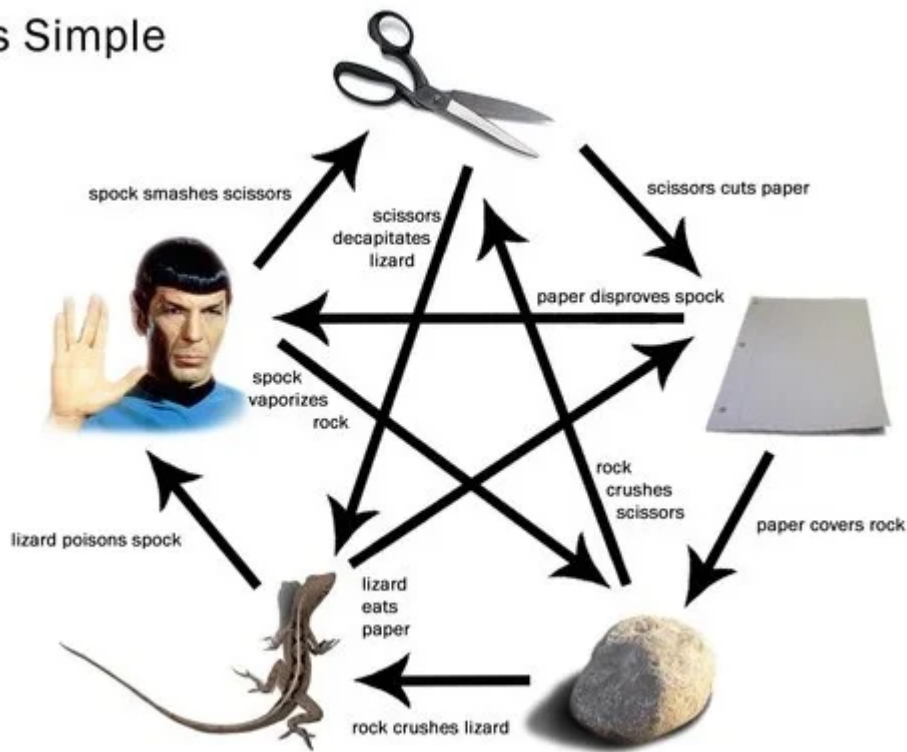 s Simple
spock smashes scissors
scissors cuts paper
scissors
decapitates
lizard
paper disproves spock
spock
vaporizes
rock
rock
crushes
scissors
paper covers rock
lizard poisons spock
lizard
eats
paper
rock crushes lizard